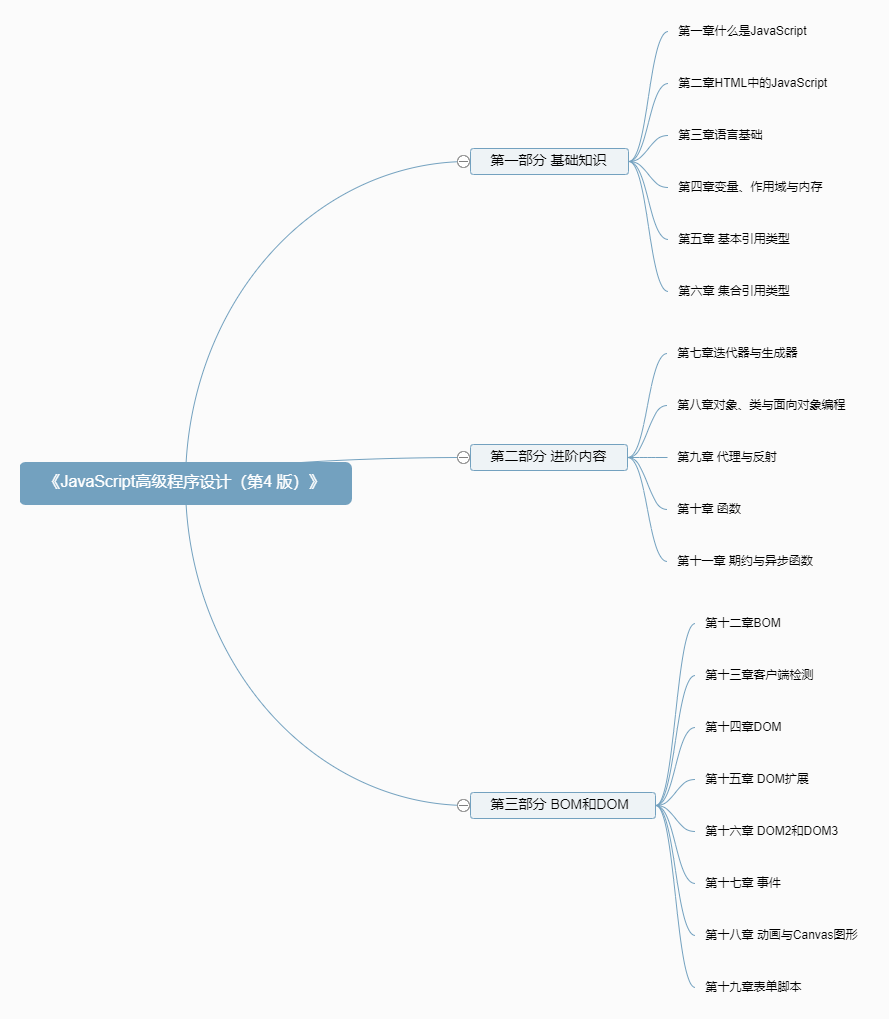 《JavaScript高级程序设计（第4 版）》
第一部分 基础知识
第一章什么是JavaScript
第二章HTML中的JavaScript
第三章语言基础
第四章变量、作用域与内存
第五章 基本引用类型
第六章 集合引用类型
第二部分 进阶内容
第七章迭代器与生成器
第八章对象、类与面向对象编程
第九章 代理与反射
第十章 函数
第十一章 期约与异步函数
第三部分 BOM和DOM
第十二章BOM
第十三章客户端检测
第十四章DOM
第十五章 DOM扩展
第十六章 DOM2和DOM3
第十七章 事件
第十八章 动画与Canvas图形
第十九章表单脚本